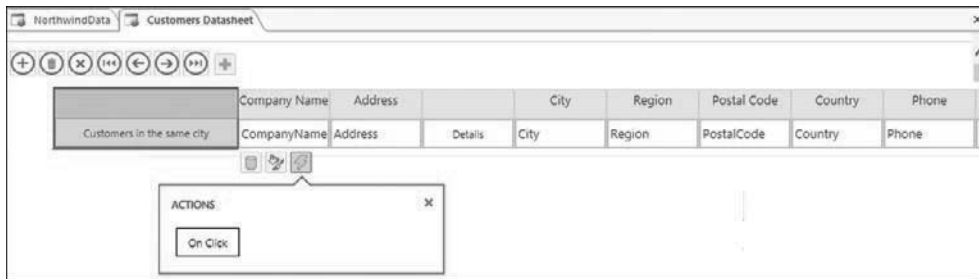 NorthwindData
Customers Datasheet
Company Name Address City Region Postal Code Country Phone
Customers in the same city CompanyName Address Details City Region PostalCode Country Phone
ACTIONS
On Click